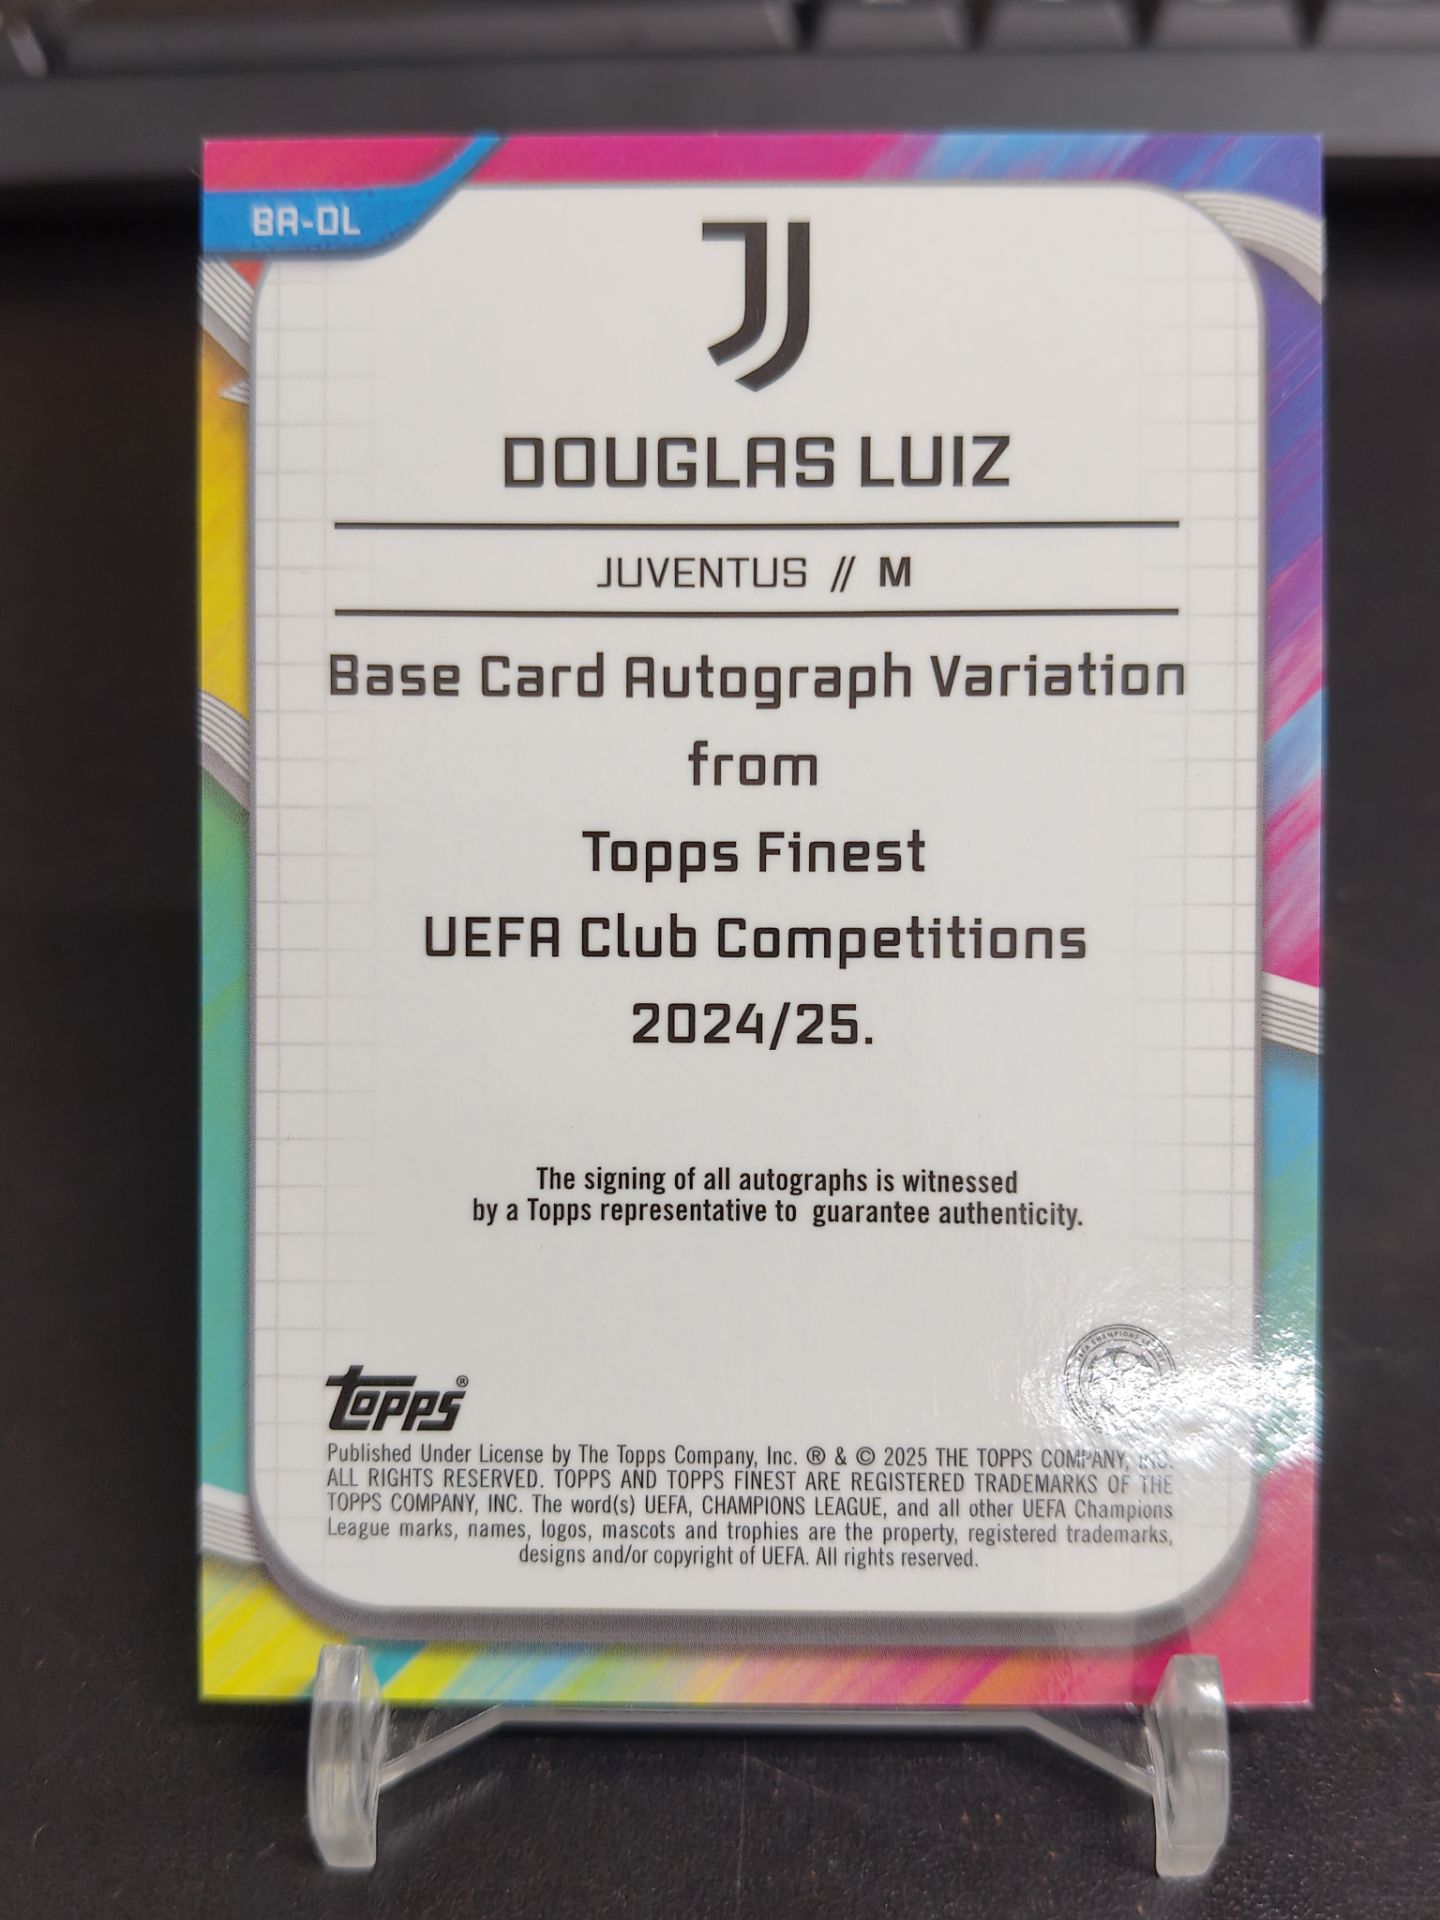 BA-DL
DOUGLAS LUIZ
JUVENTUS // M
Base Card Autograph Variation
from
Topps Finest
UEFA Club Competitions
2024/25.
The signing of all autographs is witnessed
by a Topps representative to guarantee authenticity.
CHAMPIONS
topps®
Published Under License by The Topps Company, Inc. ® & © 2025 THE TOPPS COMPANY, INC.
ALL RIGHTS RESERVED. TOPPS AND TOPPS FINEST ARE REGISTERED TRADEMARKS OF THE
TOPPS COMPANY, INC. The word(s) UEFA, CHAMPIONS LEAGUE, and all other UEFA Champions
League marks, names, logos, mascots and trophies are the property, registered trademarks,
designs and/or copyright of UEFA. All rights reserved.